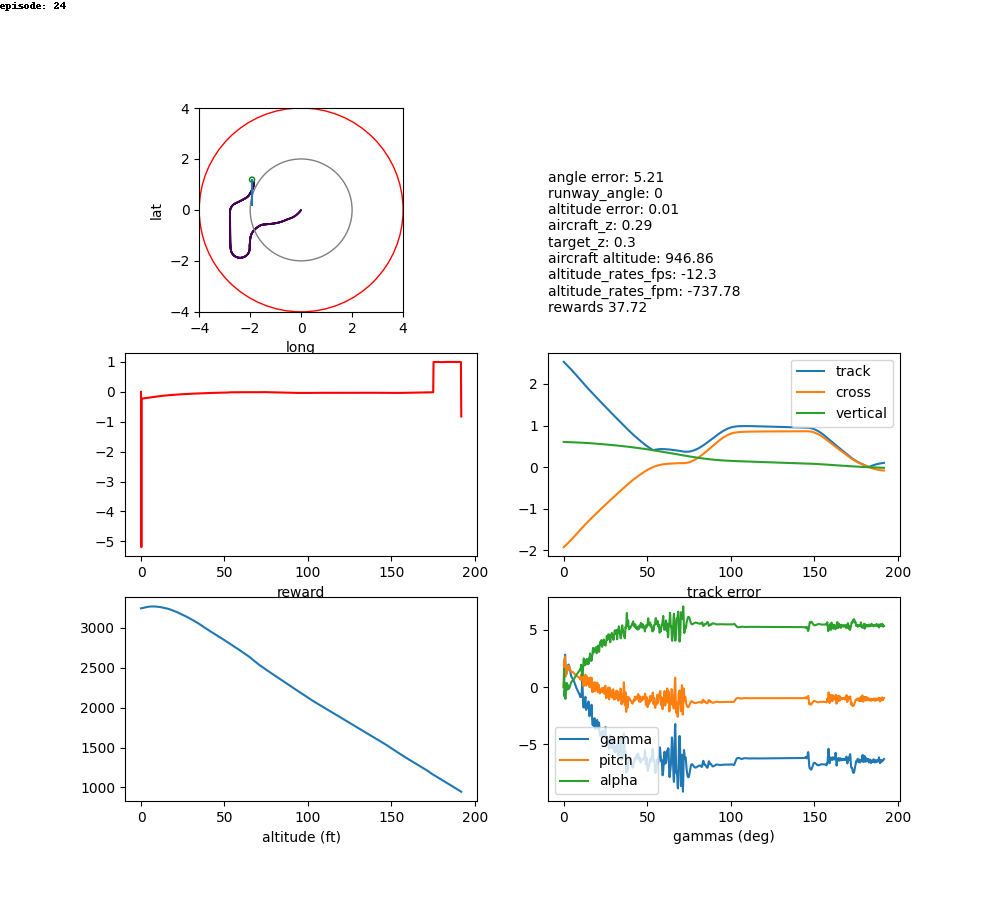 episode: 24
4
2
0
−2
−4
lat
−4 −2 0 2 4
long
angle error: 5.21
runway_angle: 0
altitude error: 0.01
aircraft_z: 0.29
target_z: 0.3
aircraft altitude: 946.86
altitude_rates_fps: -12.3
altitude_rates_fpm: -737.78
rewards 37.72
1
0
−1
−2
−3
−4
−5
0 50 100 150 200
reward
2
1
0
−1
−2
track
cross
vertical
0 50 100 150 200
track error
3000
2500
2000
1500
1000
0 50 100 150 200
altitude (ft)
5
0
−5
gamma
pitch
alpha
0 50 100 150 200
gammas (deg)